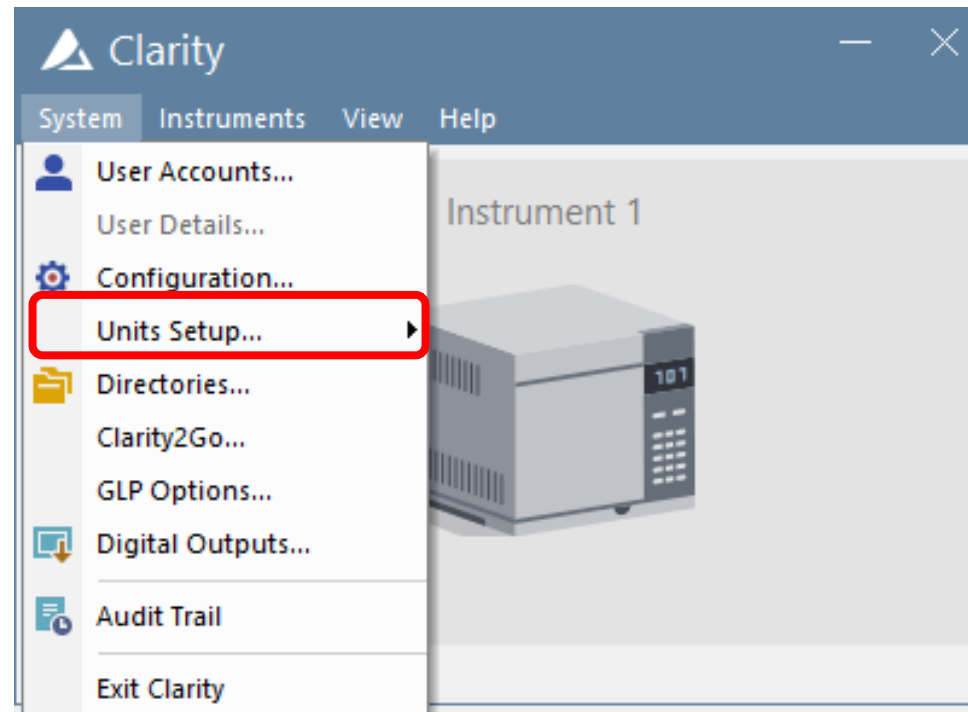 Clarity
System Instruments View Help
User Accounts...
User Details...
Configuration...
Units Setup...
Directories...
Clarity2Go...
GLP Options...
Digital Outputs...
Audit Trail
Exit Clarity
Instrument 1
707